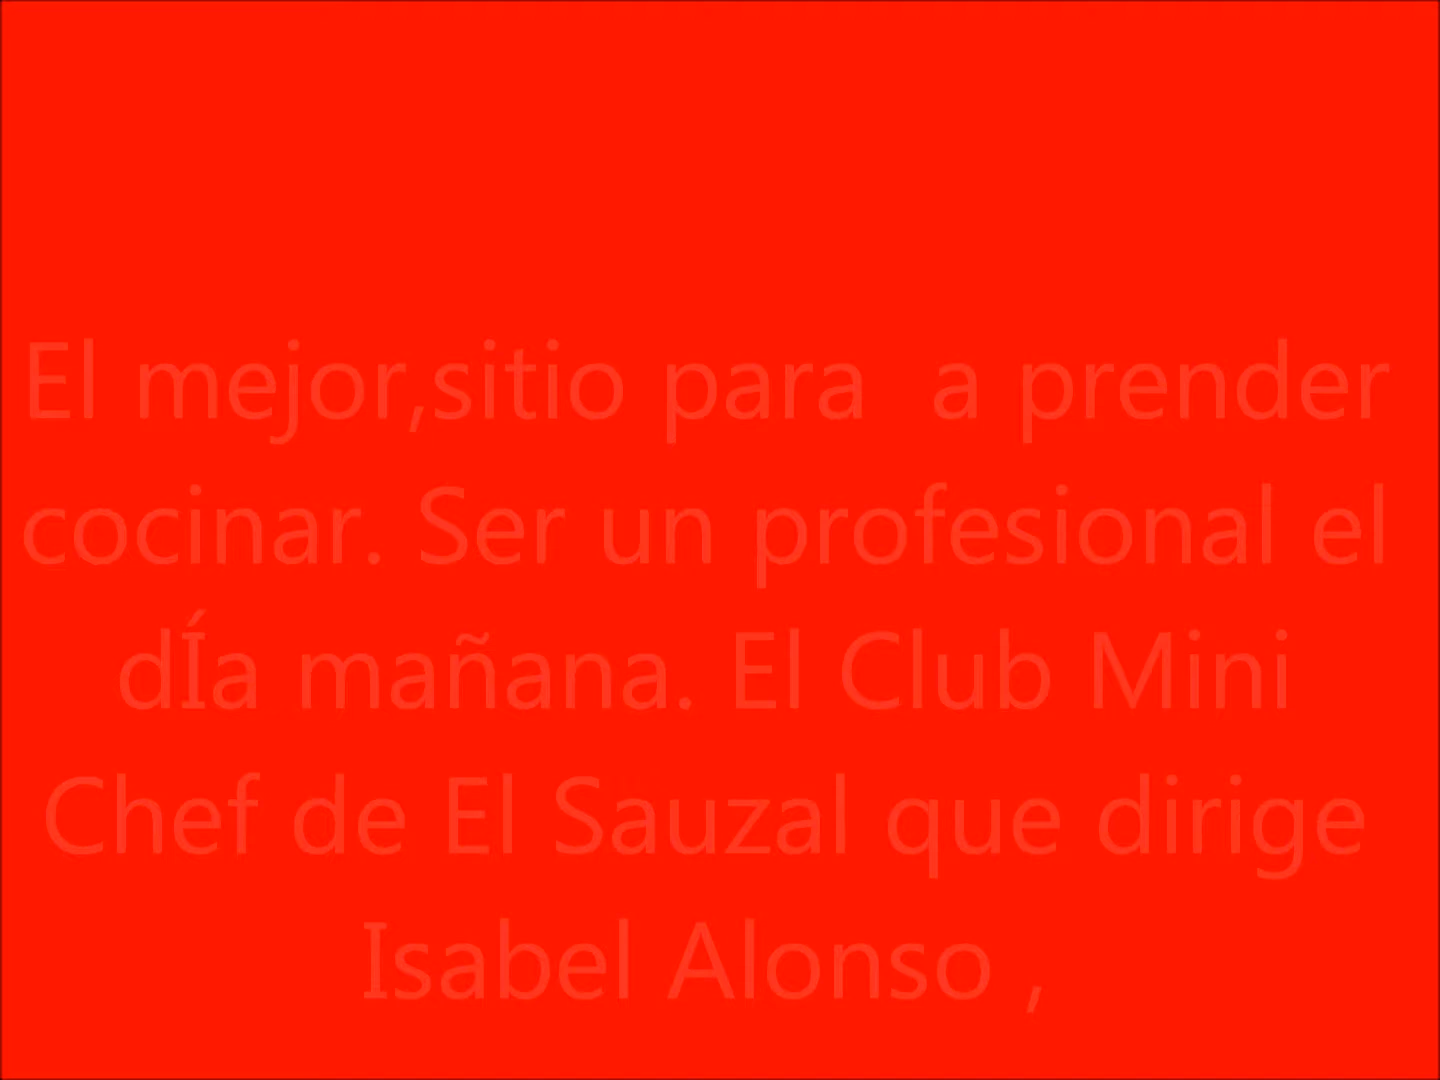 El mejor,sitio para  a prender
cocinar. Ser un profesional el
dÍa mañana. El Club Mini
Chef de El Sauzal que dirige
Isabel Alonso ,